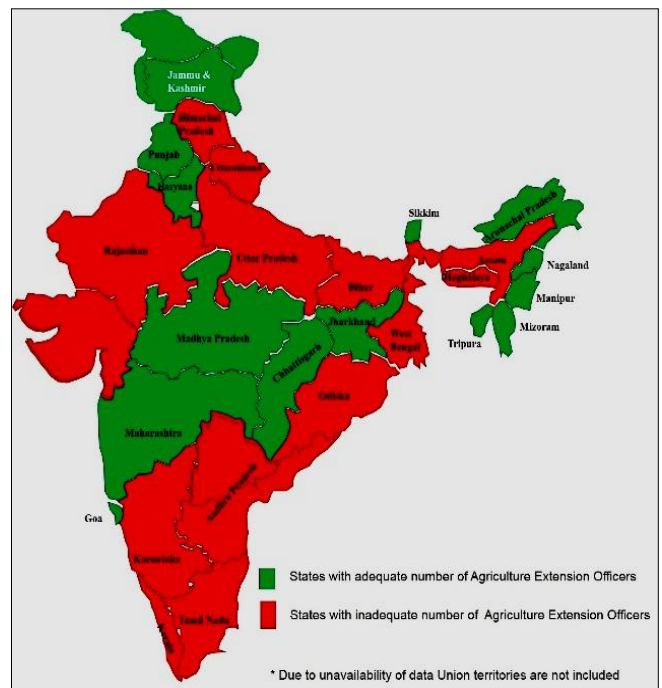 Jammu &
Kashmir
Himachal
Pradesh
Punjab
Uttarakhand
Haryana
Sikkim
Arunachal Pradesh
Rajasthan
Uttar Pradesh
Assam
Nagaland
Bihar
Meghalaya
Manipur
Jharkhand
Madhya Pradesh
West
Bengal
Mizoram
Tripura
Chhattisgarh
Odisha
Maharashtra
Andhra Pradesh
Goa
Karnataka
States with adequate number of Agriculture Extension Officers
States with inadequate number of Agriculture Extension Officers
Tamil Nadu
Kerala
* Due to unavailability of data Union territories are not included